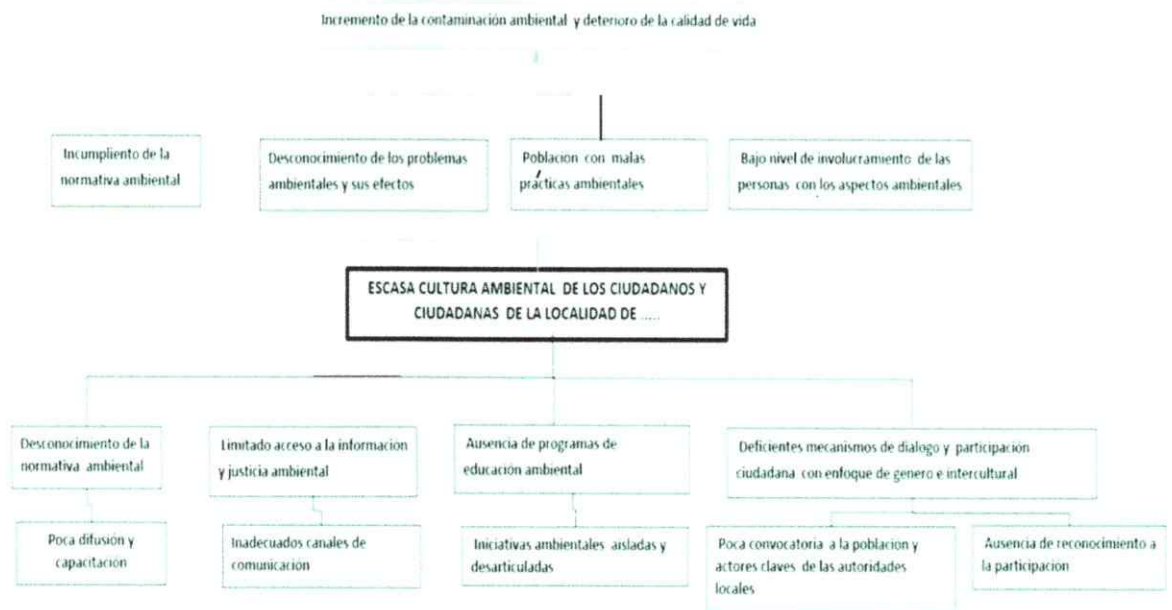 Incremento de la contaminación ambiental y deterioro de la calidad de vida
Incumpliento de la
normativa ambiental
Desconocimiento de los problemas
ambientales y sus efectos
Poblacion con malas
prácticas ambientales
Bajo nivel de involucramiento de las
personas con los aspectos ambientales
ESCASA CULTURA AMBIENTAL DE LOS CIUDADANOS Y
CIUDADANAS DE LA LOCALIDAD DE .....
Desconocimiento de la
normativa ambiental
Limitado acceso a la informacion
y justicia ambiental
Ausencia de programas de
educación ambiental
Deficientes mecanismos de dialogo y participación
ciudadana con enfoque de genero e intercultural
Poca difusión y
capacitación
Inadecuados canales de
comunicación
Iniciativas ambientales aisladas y
desarticuladas
Poca convocatoria a la poblacion y
actores claves de las autoridades
locales
Ausencia de reconocimiento a
la participacion